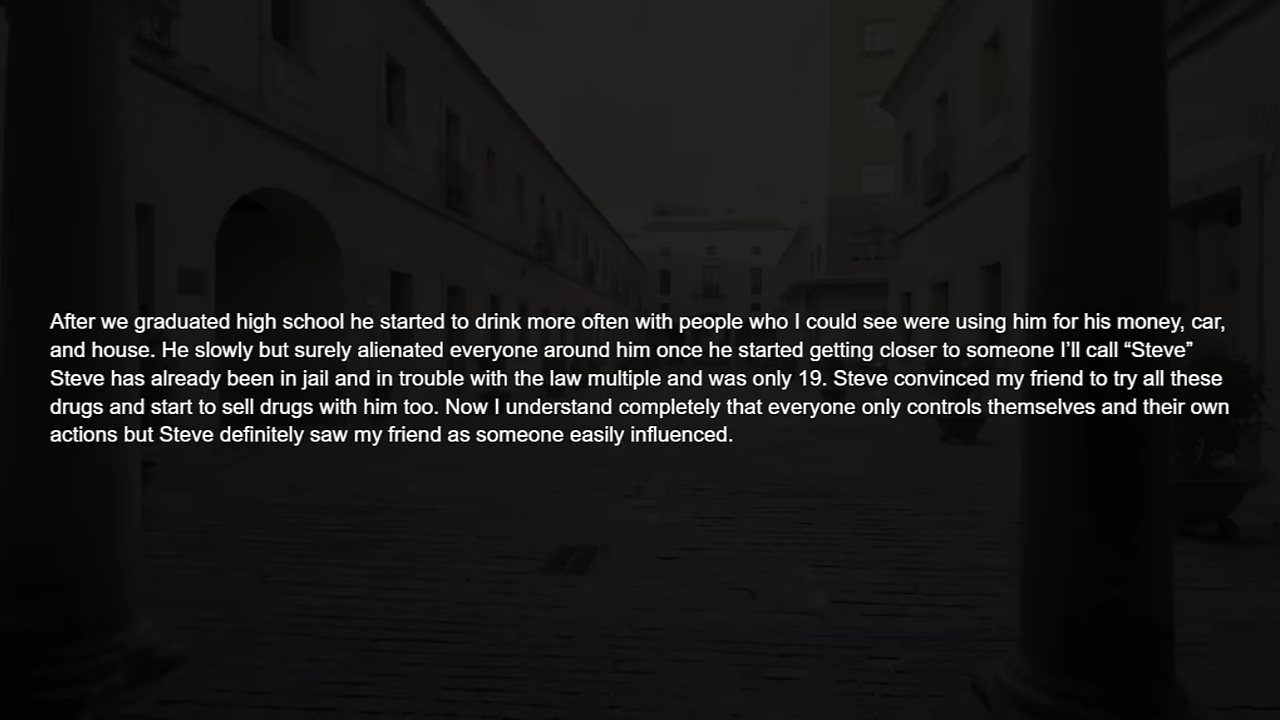 After we graduated high school he started to drink more often with people who I could see were using him for his money, car,
and house. He slowly but surely alienated everyone around him once he started getting closer to someone I’ll call “Steve”
Steve has already been in jail and in trouble with the law multiple and was only 19. Steve convinced my friend to try all these
drugs and start to sell drugs with him too. Now I understand completely that everyone only controls themselves and their own
actions but Steve definitely saw my friend as someone easily influenced.